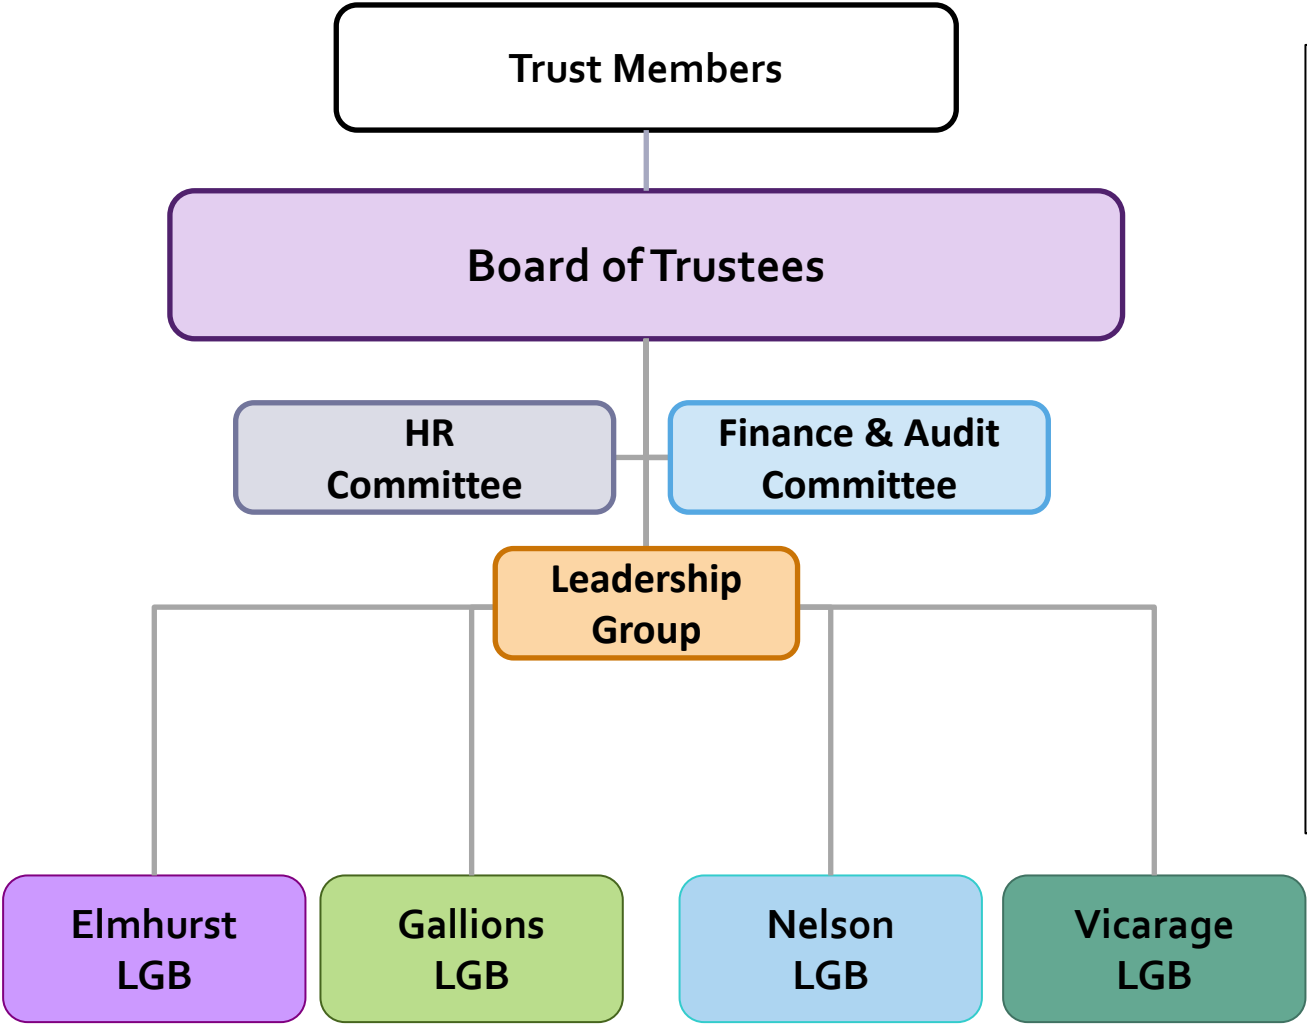 Trust Members
Board of Trustees
HR
Committee
Finance & Audit
Committee
Leadership
Group
Elmhurst
LGB
Gallions
LGB
Nelson
LGB
Vicarage
LGB